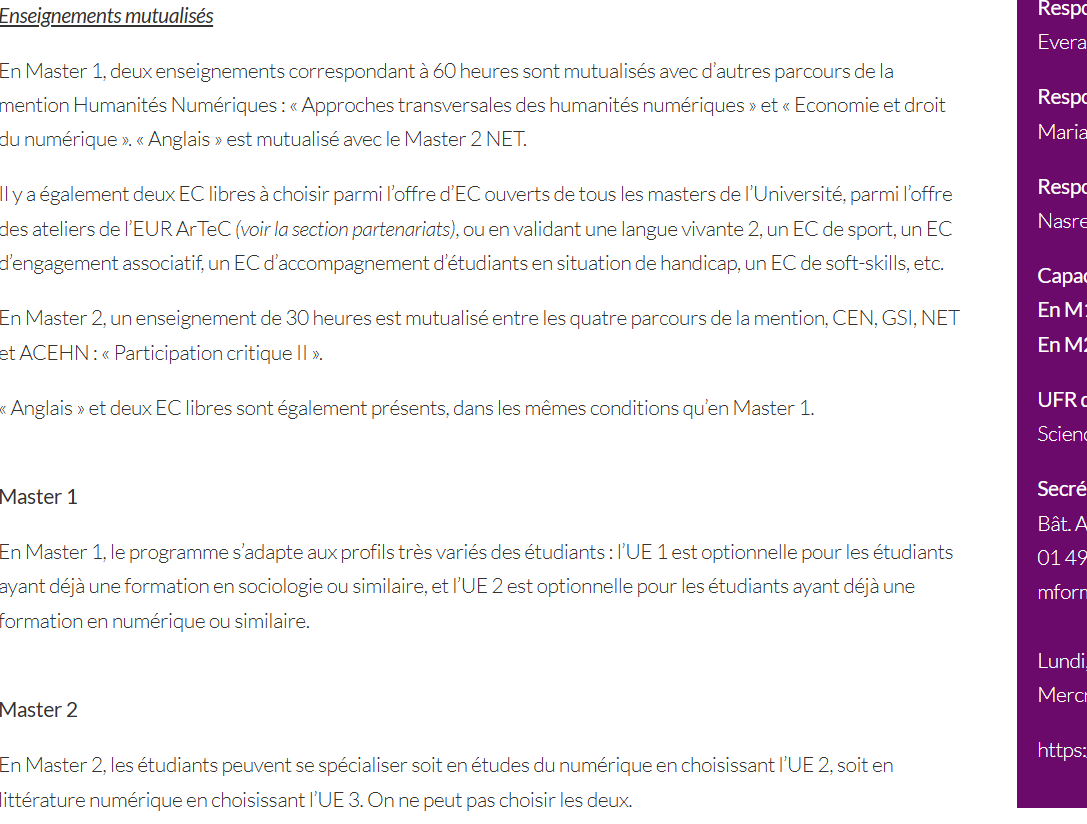 Enseignements mutualisés
En Master 1, deux enseignements correspondant à 60 heures sont mutualisés avec d'autres parcours de la
mention Humanités Numériques : « Approches transversales des humanités numériques » et « Economie et droit
du numérique ». « Anglais » est mutualisé avec le Master 2 NET.
Il y a également deux EC libres à choisir parmi l'offre d'EC ouverts de tous les masters de l'Université, parmi l'offre
des ateliers de l'EUR ArTeC (voir la section partenariats), ou en validant une langue vivante 2, un EC de sport, un EC
d'engagement associatif, un EC d'accompagnement d'étudiants en situation de handicap, un EC de soft-skills, etc.
En Master 2, un enseignement de 30 heures est mutualisé entre les quatre parcours de la mention, CEN, GSI, NET
et ACEHN : « Participation critique II ».
« Anglais » et deux EC libres sont également présents, dans les mêmes conditions qu'en Master 1.
Master 1
En Master 1, le programme s'adapte aux profils très variés des étudiants : l'UE 1 est optionnelle pour les étudiants
ayant déjà une formation en sociologie ou similaire, et l'UE 2 est optionnelle pour les étudiants ayant déjà une
formation en numérique ou similaire.
Master 2
En Master 2, les étudiants peuvent se spécialiser soit en études du numérique en choisissant l'UE 2, soit en
littérature numérique en choisissant l'UE 3. On ne peut pas choisir les deux.
Respo
Evera
Respo
Maria
Respo
Nasre
Capac
En M1
En M2
UFR
Scien
Secré
Bât. A
01 49
mform
Lundi,
Mercr
https: